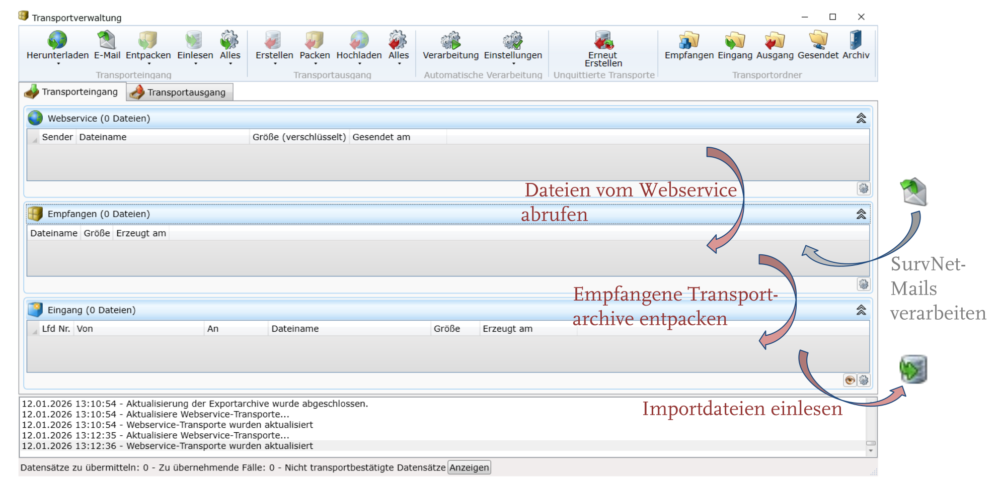 Transportverwaltung
Herunterladen E-Mail Entpacken Einlesen Alles Erstellen Packen Hochladen Alles Verarbeitung Einstellungen Erneut Erstellen Empfangen Eingang Ausgang Gesendet Archiv
Transporteingang Transportausgang Automatische Verarbeitung Unquittierte Transporte Transportordner
Transporteingang Transportausgang
Webservice (0 Dateien)
Sender Dateiname Größe (verschlüsselt) Gesendet am
Dateien vom Webservice
abrufen
Empfangen (0 Dateien)
Dateiname Größe Erzeugt am
SurvNet-
Mails
verarbeiten
Empfangene Transport-
archive entpacken
Eingang (0 Dateien)
Lfd Nr. Von An Dateiname Größe Erzeugt am
Importdateien einlesen
12.01.2026 13:10:54 - Aktualisierung der Exportarchive wurde abgeschlossen.
12.01.2026 13:10:54 - Aktualisiere Webservice-Transporte...
12.01.2026 13:10:54 - Webservice-Transporte wurden aktualisiert
12.01.2026 13:12:35 - Aktualisiere Webservice-Transporte...
12.01.2026 13:12:36 - Webservice-Transporte wurden aktualisiert
Datensätze zu übermitteln: 0 - Zu übernehmende Fälle: 0 - Nicht transportbestätigte Datensätze Anzeigen